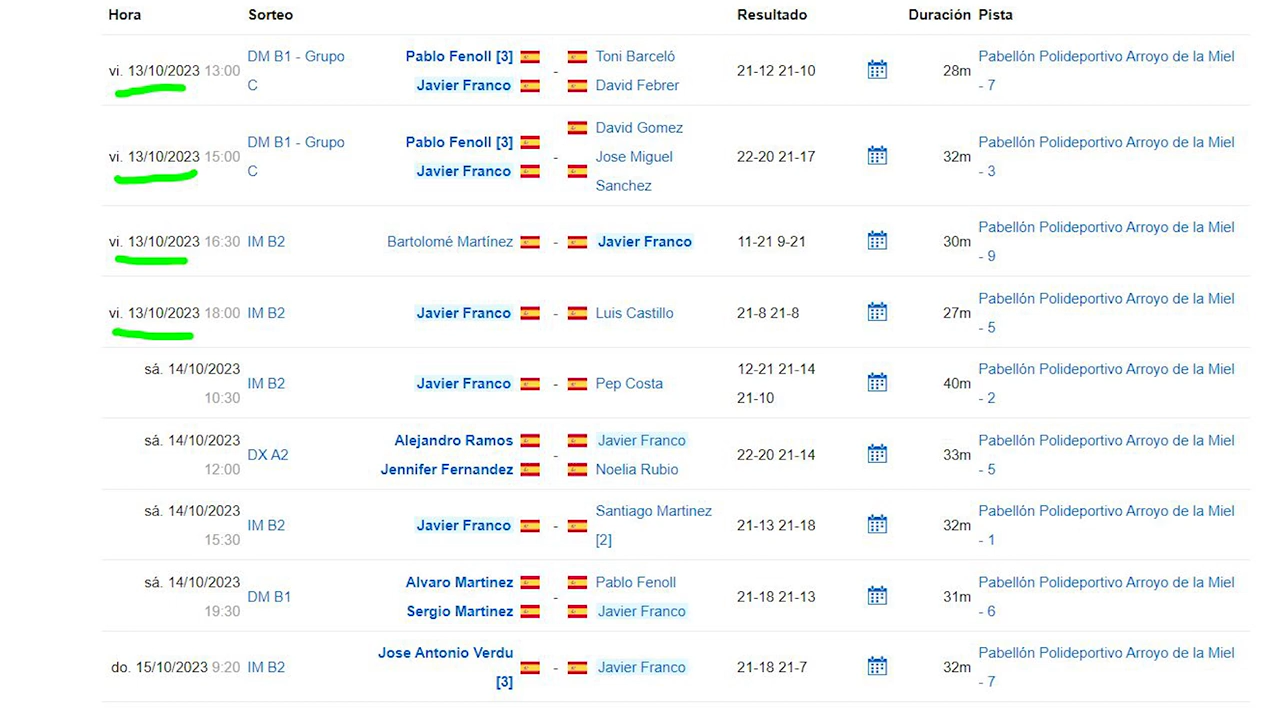 Hora Sorteo Resultado Duración Pista
vi. 13/10/2023 13:00 DM B1 - Grupo C Pablo Fenoll [3] Javier Franco - Toni Barceló David Febrer 21-12 21-10 28m Pabellón Polideportivo Arroyo de la Miel - 7
vi. 13/10/2023 15:00 DM B1 - Grupo C Pablo Fenoll [3] Javier Franco - David Gomez Jose Miguel Sanchez 22-20 21-17 32m Pabellón Polideportivo Arroyo de la Miel - 3
vi. 13/10/2023 16:30 IM B2 Bartolomé Martínez - Javier Franco 11-21 9-21 30m Pabellón Polideportivo Arroyo de la Miel - 9
vi. 13/10/2023 18:00 IM B2 Javier Franco - Luis Castillo 21-8 21-8 27m Pabellón Polideportivo Arroyo de la Miel - 5
sá. 14/10/2023 10:30 IM B2 Javier Franco - Pep Costa 12-21 21-14 21-10 40m Pabellón Polideportivo Arroyo de la Miel - 2
sá. 14/10/2023 12:00 DX A2 Alejandro Ramos Jennifer Fernandez - Javier Franco Noelia Rubio 22-20 21-14 33m Pabellón Polideportivo Arroyo de la Miel - 5
sá. 14/10/2023 15:30 IM B2 Javier Franco - Santiago Martinez [2] 21-13 21-18 32m Pabellón Polideportivo Arroyo de la Miel - 1
sá. 14/10/2023 19:30 DM B1 Alvaro Martinez Sergio Martinez - Pablo Fenoll Javier Franco 21-18 21-13 31m Pabellón Polideportivo Arroyo de la Miel - 6
do. 15/10/2023 9:20 IM B2 Jose Antonio Verdu [3] - Javier Franco 21-18 21-7 32m Pabellón Polideportivo Arroyo de la Miel - 7